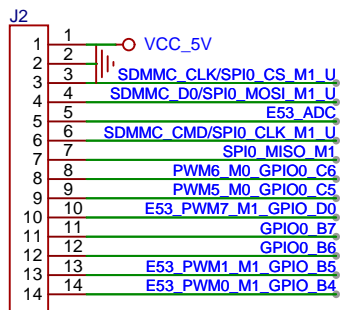 J2
1 1 VCC_5V
2 2
3 3 SDMMC_CLK/SPI0_CS_M1_U
4 4 SDMMC_D0/SPI0_MOSI_M1_U
5 5 E53_ADC
6 6 SDMMC_CMD/SPI0_CLK_M1_U
7 7 SPI0_MISO_M1
8 8 PWM6_M0_GPIO0_C6
9 9 PWM5_M0_GPIO0_C5
10 10 E53_PWM7_M1_GPIO_D0
11 11 GPIO0_B7
12 12 GPIO0_B6
13 13 E53_PWM1_M1_GPIO_B5
14 14 E53_PWM0_M1_GPIO_B4